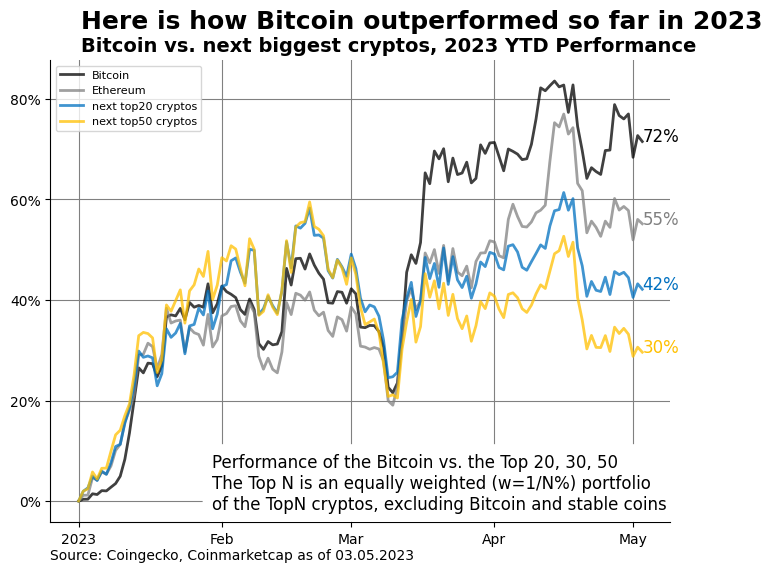 Here is how Bitcoin outperformed so far in 2023
Bitcoin vs. next biggest cryptos, 2023 YTD Performance
Bitcoin
Ethereum
next top20 cryptos
next top50 cryptos
80%
60%
40%
20%
0%
72%
55%
42%
30%
Performance of the Bitcoin vs. the Top 20, 30, 50
The Top N is an equally weighted (w=1/N%) portfolio
of the TopN cryptos, excluding Bitcoin and stable coins
2023 Feb Mar Apr May
Source: Coingecko, Coinmarketcap as of 03.05.2023